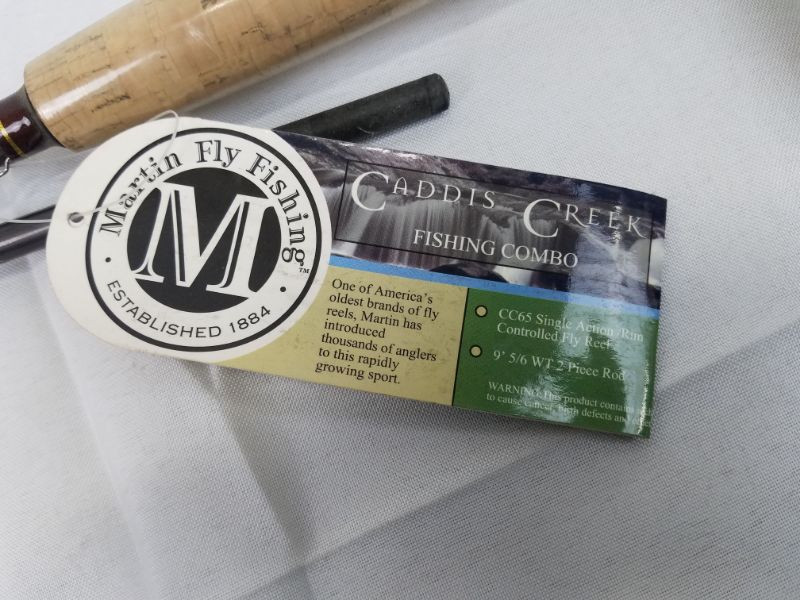 Martin Fly Fishing™
M
· ESTABLISHED 1884 ·
CADDIS CREEK
FISHING COMBO
One of America's
oldest brands of fly
reels, Martin has
introduced
thousands of anglers
to this rapidly
growing sport.
CC65 Single Action /Rim
Controlled Fly Reel
9' 5/6 WT 2 Piece Rod
WARNING: This product contains
to cause cancer, birth defects and